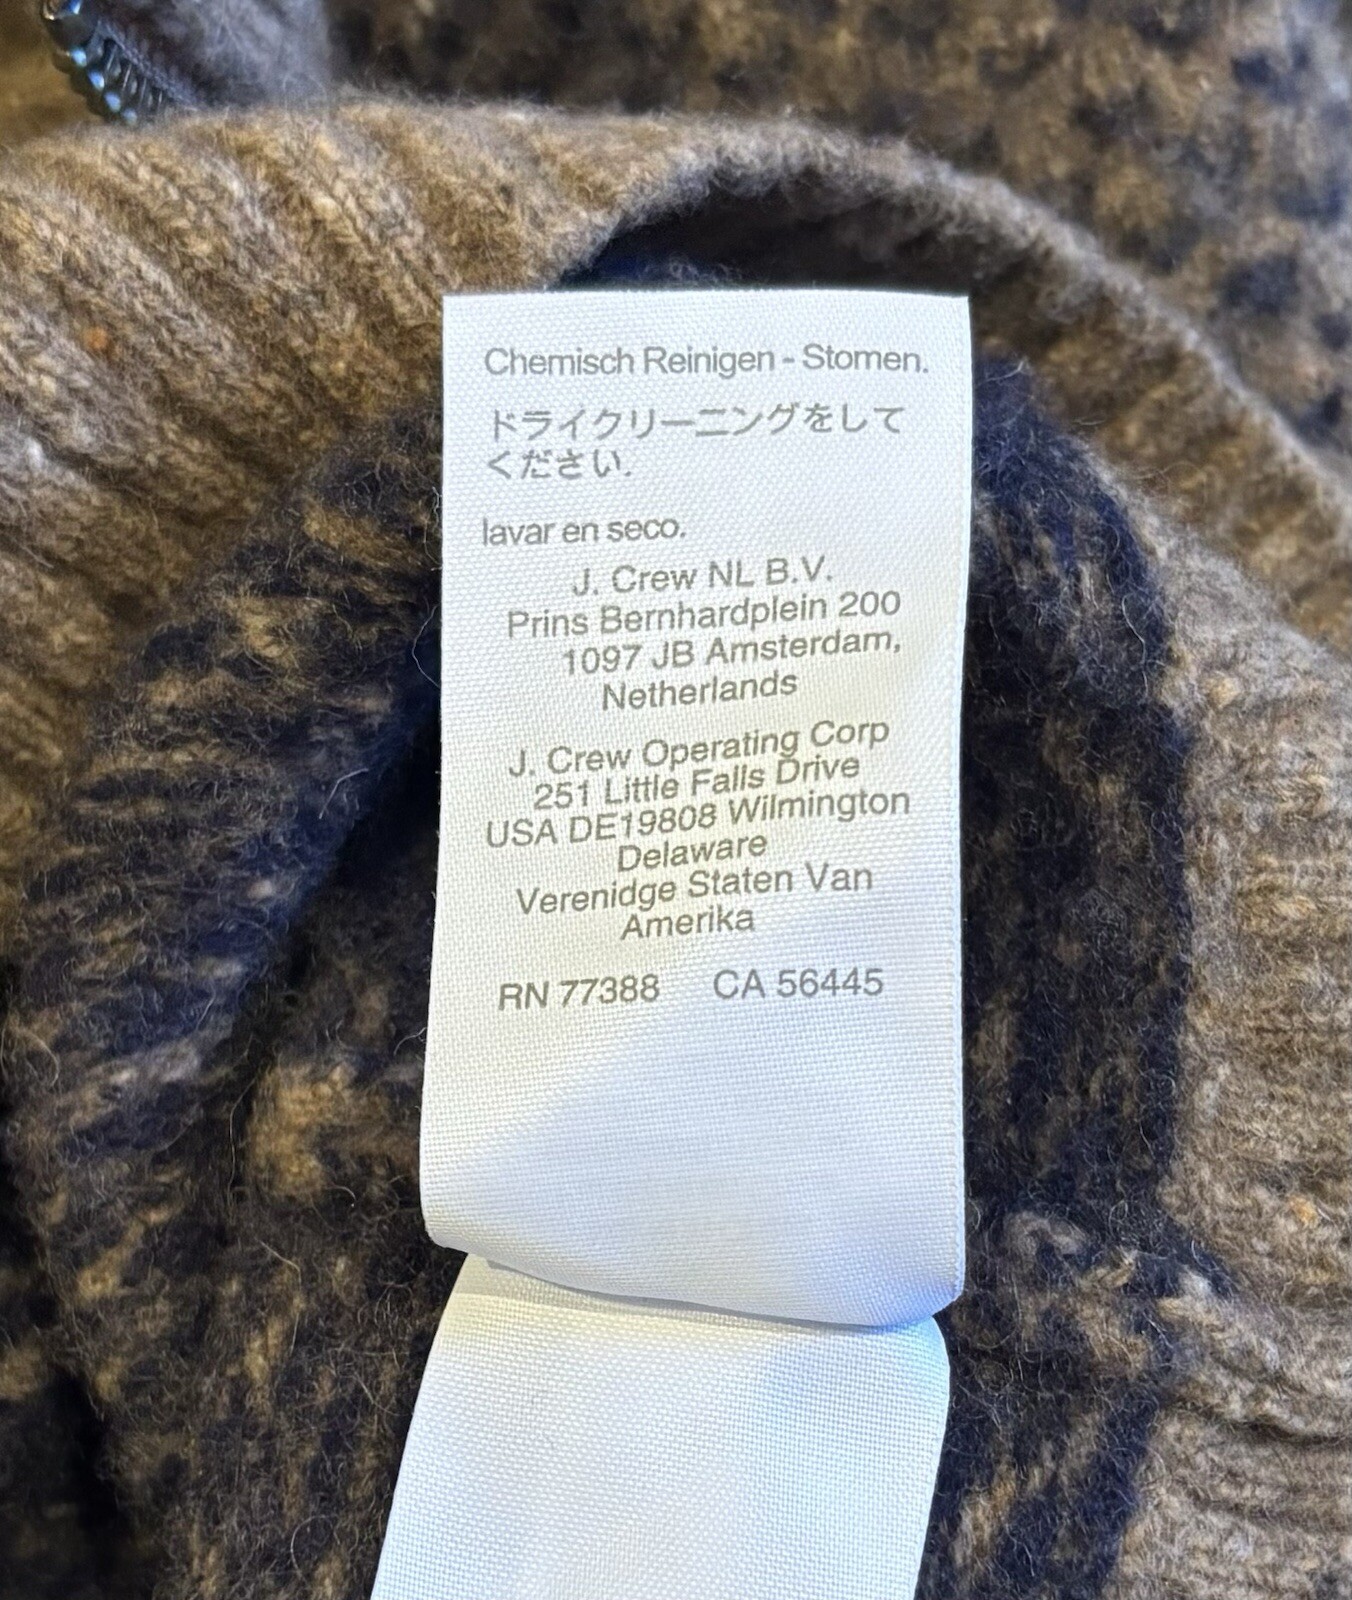 Chemisch Reinigen - Stomen.
ドライクリーニングをして
ください.
lavar en seco.
J. Crew NL B.V.
Prins Bernhardplein 200
1097 JB Amsterdam,
Netherlands
J. Crew Operating Corp
251 Little Falls Drive
USA DE19808 Wilmington
Delaware
Verenidge Staten Van
Amerika
RN 77388 CA 56445